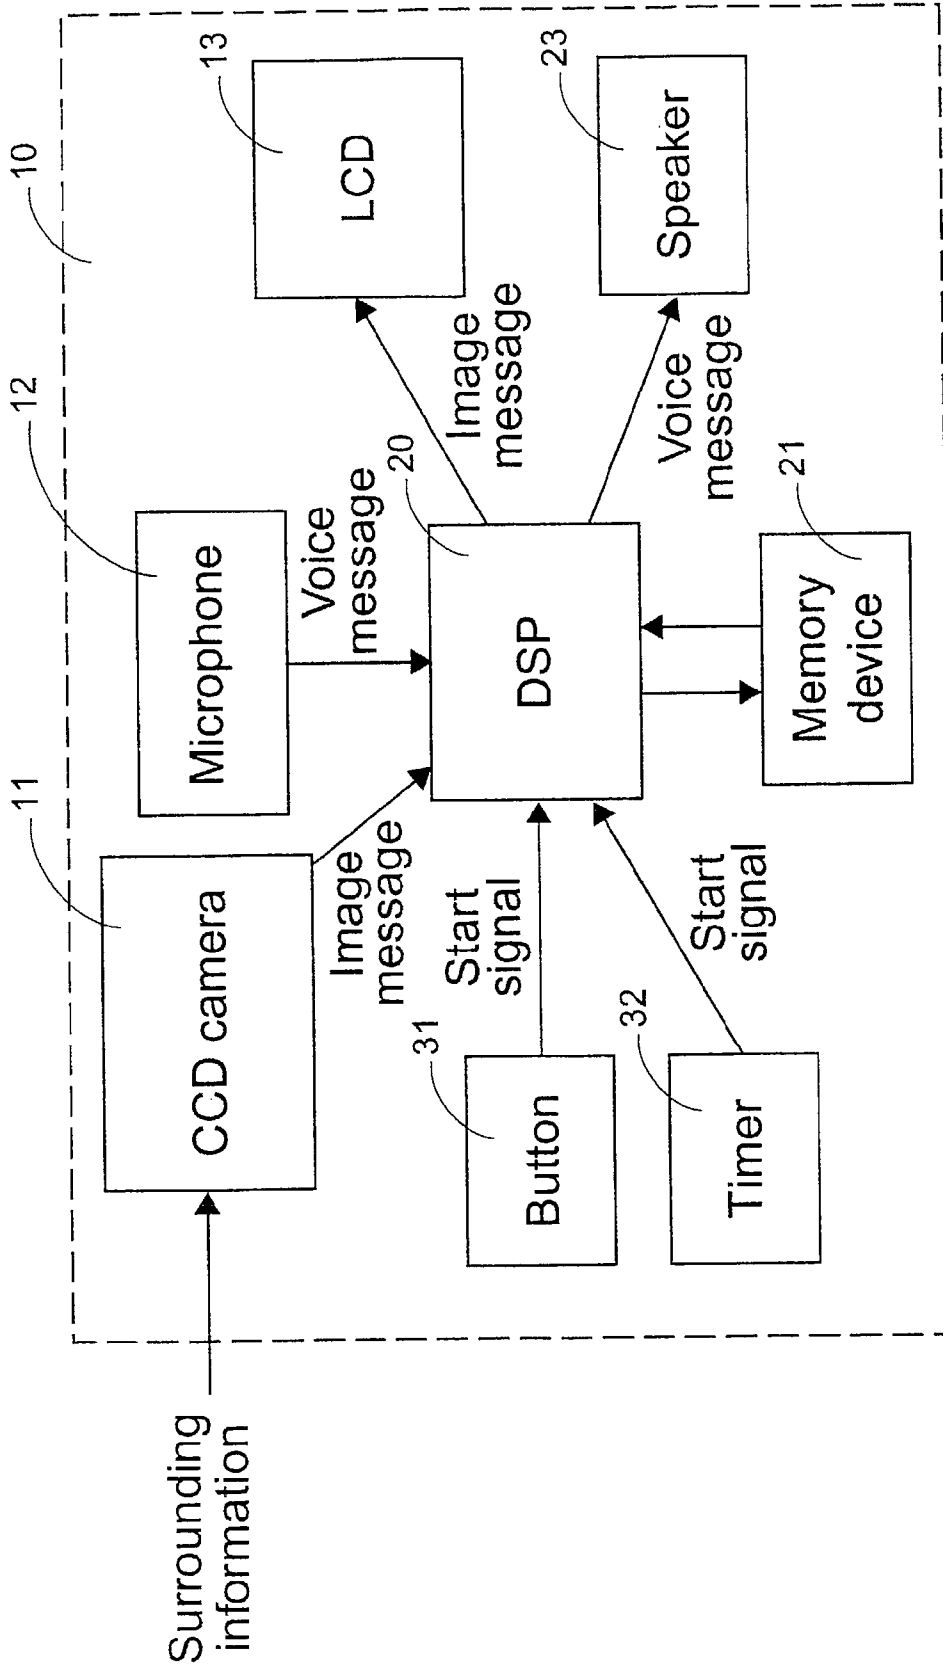 10
11
12
13
CCD camera
Microphone
LCD
Surrounding
information
Image
message
Voice
message
Image
message
31
20
23
Button
Start
signal
DSP
Speaker
Voice
message
32
21
Timer
Start
signal
Memory
device